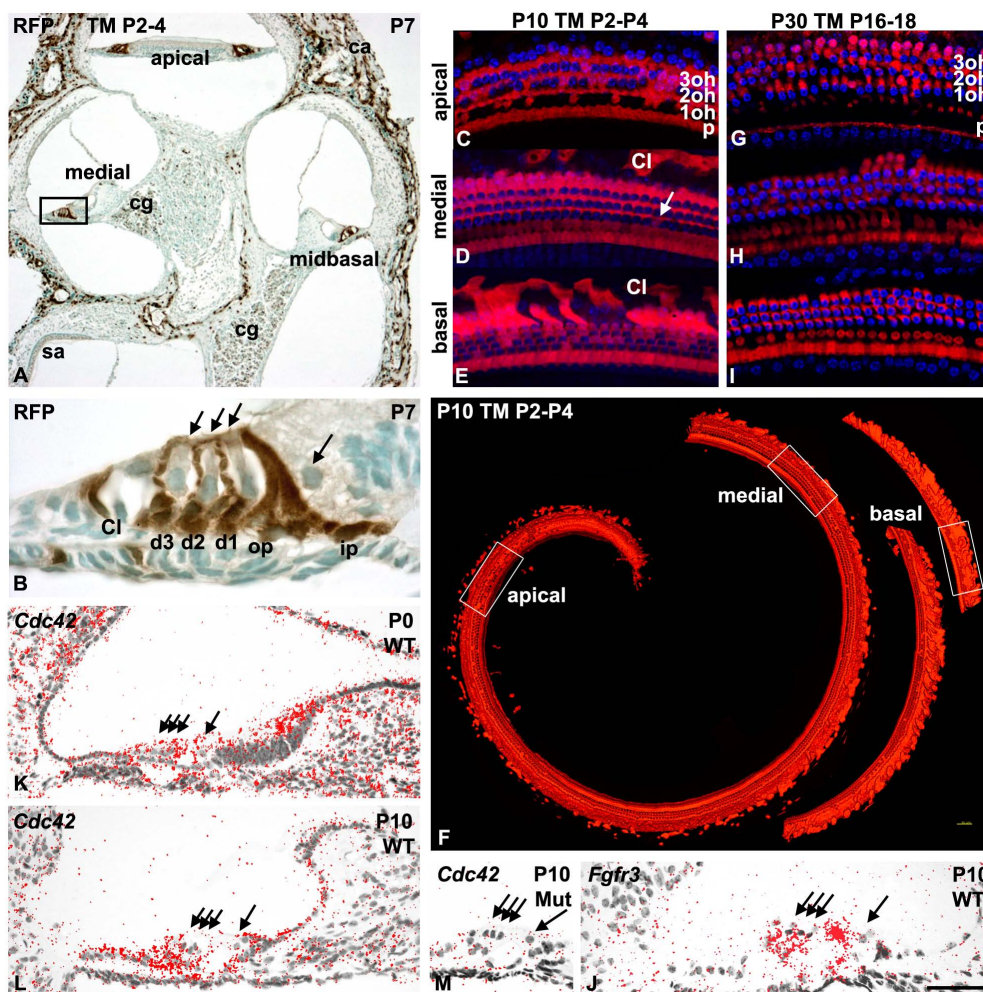 RFP TM P2-4 P7
apical
ca
medial
cg
midbasal
cg
sa
A
P10 TM P2-P4
P30 TM P16-18
apical
3oh
2oh
1oh
p
C
3oh
2oh
1oh
p
G
medial
Cl
D
H
basal
Cl
E
I
RFP P7
Cl
d3 d2 d1 op ip
B
P10 TM P2-P4
medial
basal
apical
F
Cdc42 P0
WT
K
Cdc42 P10
WT
L
Cdc42 P10
Mut
M
Fgfr3 P10
WT
J